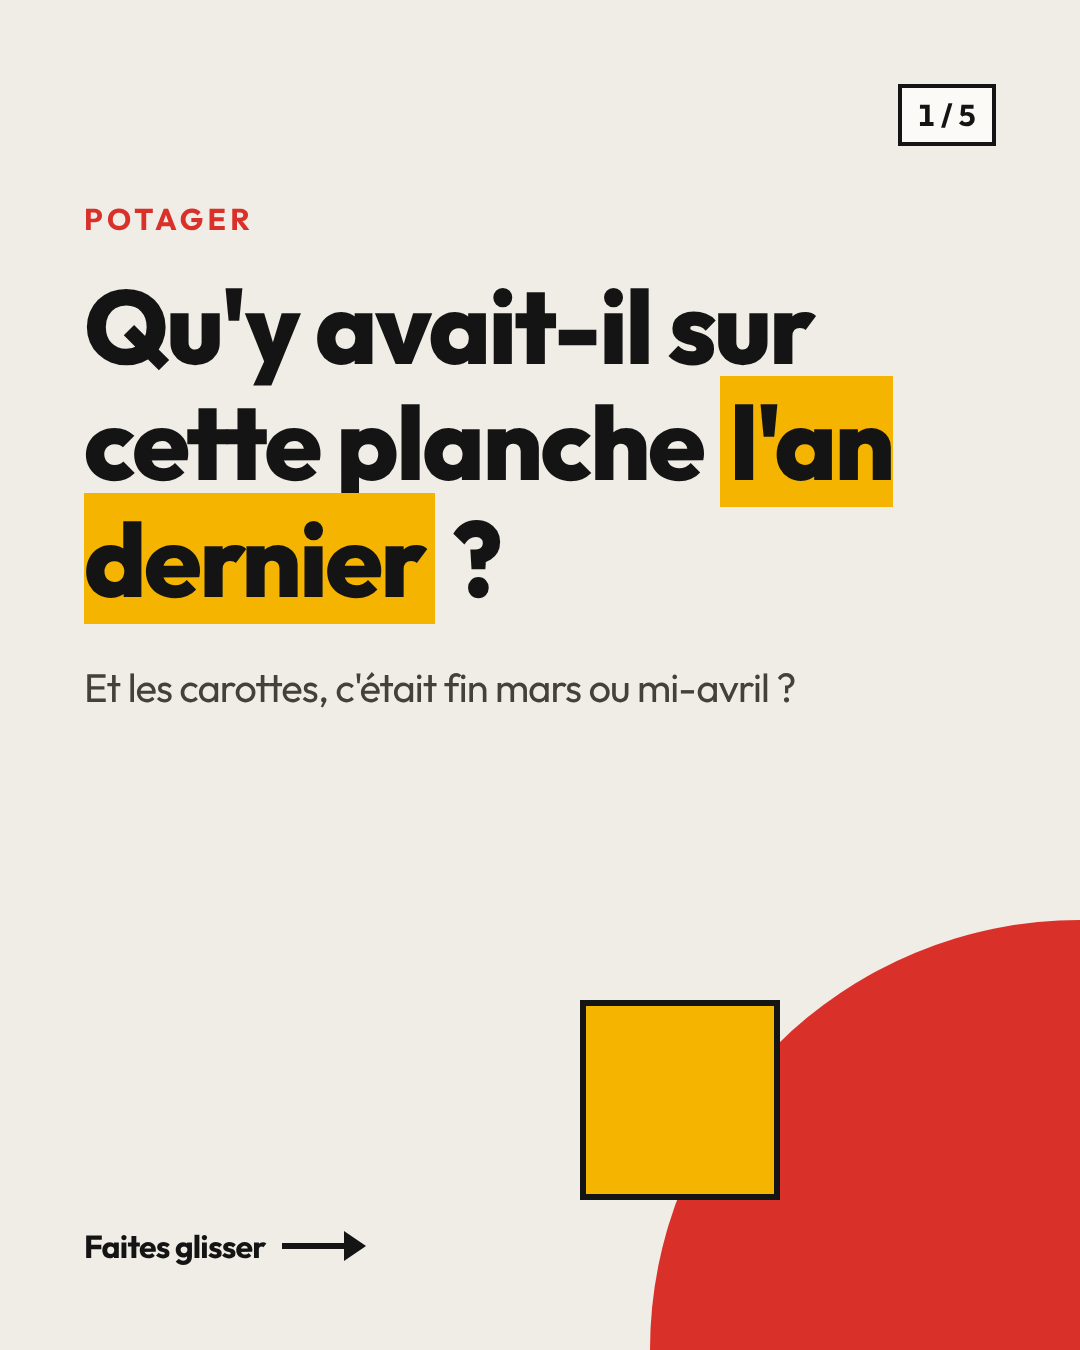 1/5
POTAGER
Qu'y avait-il sur
cette planche l'an
dernier ?
Et les carottes, c'était fin mars ou mi-avril ?
Faites glisser